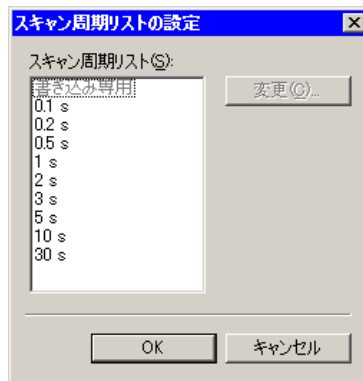 スキャン周期リストの設定
スキャン周期リスト(S):
書き込み専用
変更(C)...
0.1 s
0.2 s
0.5 s
1 s
2 s
3 s
5 s
10 s
30 s
OK
キャンセル